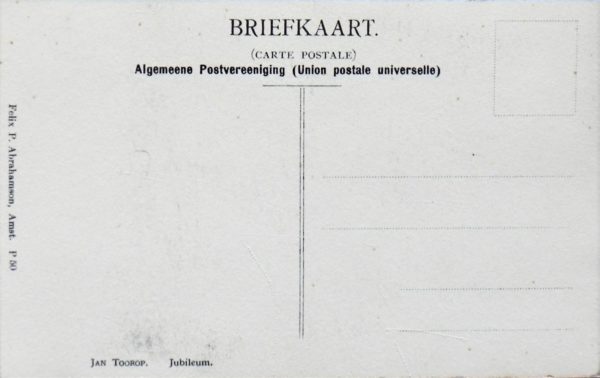 BRIEFKAART.
(CARTE POSTALE)
Algemeene Postvereeniging (Union postale universelle)
Felix P. Abrahamson, Amst. P 50
JAN TOOROP. Jubileum.